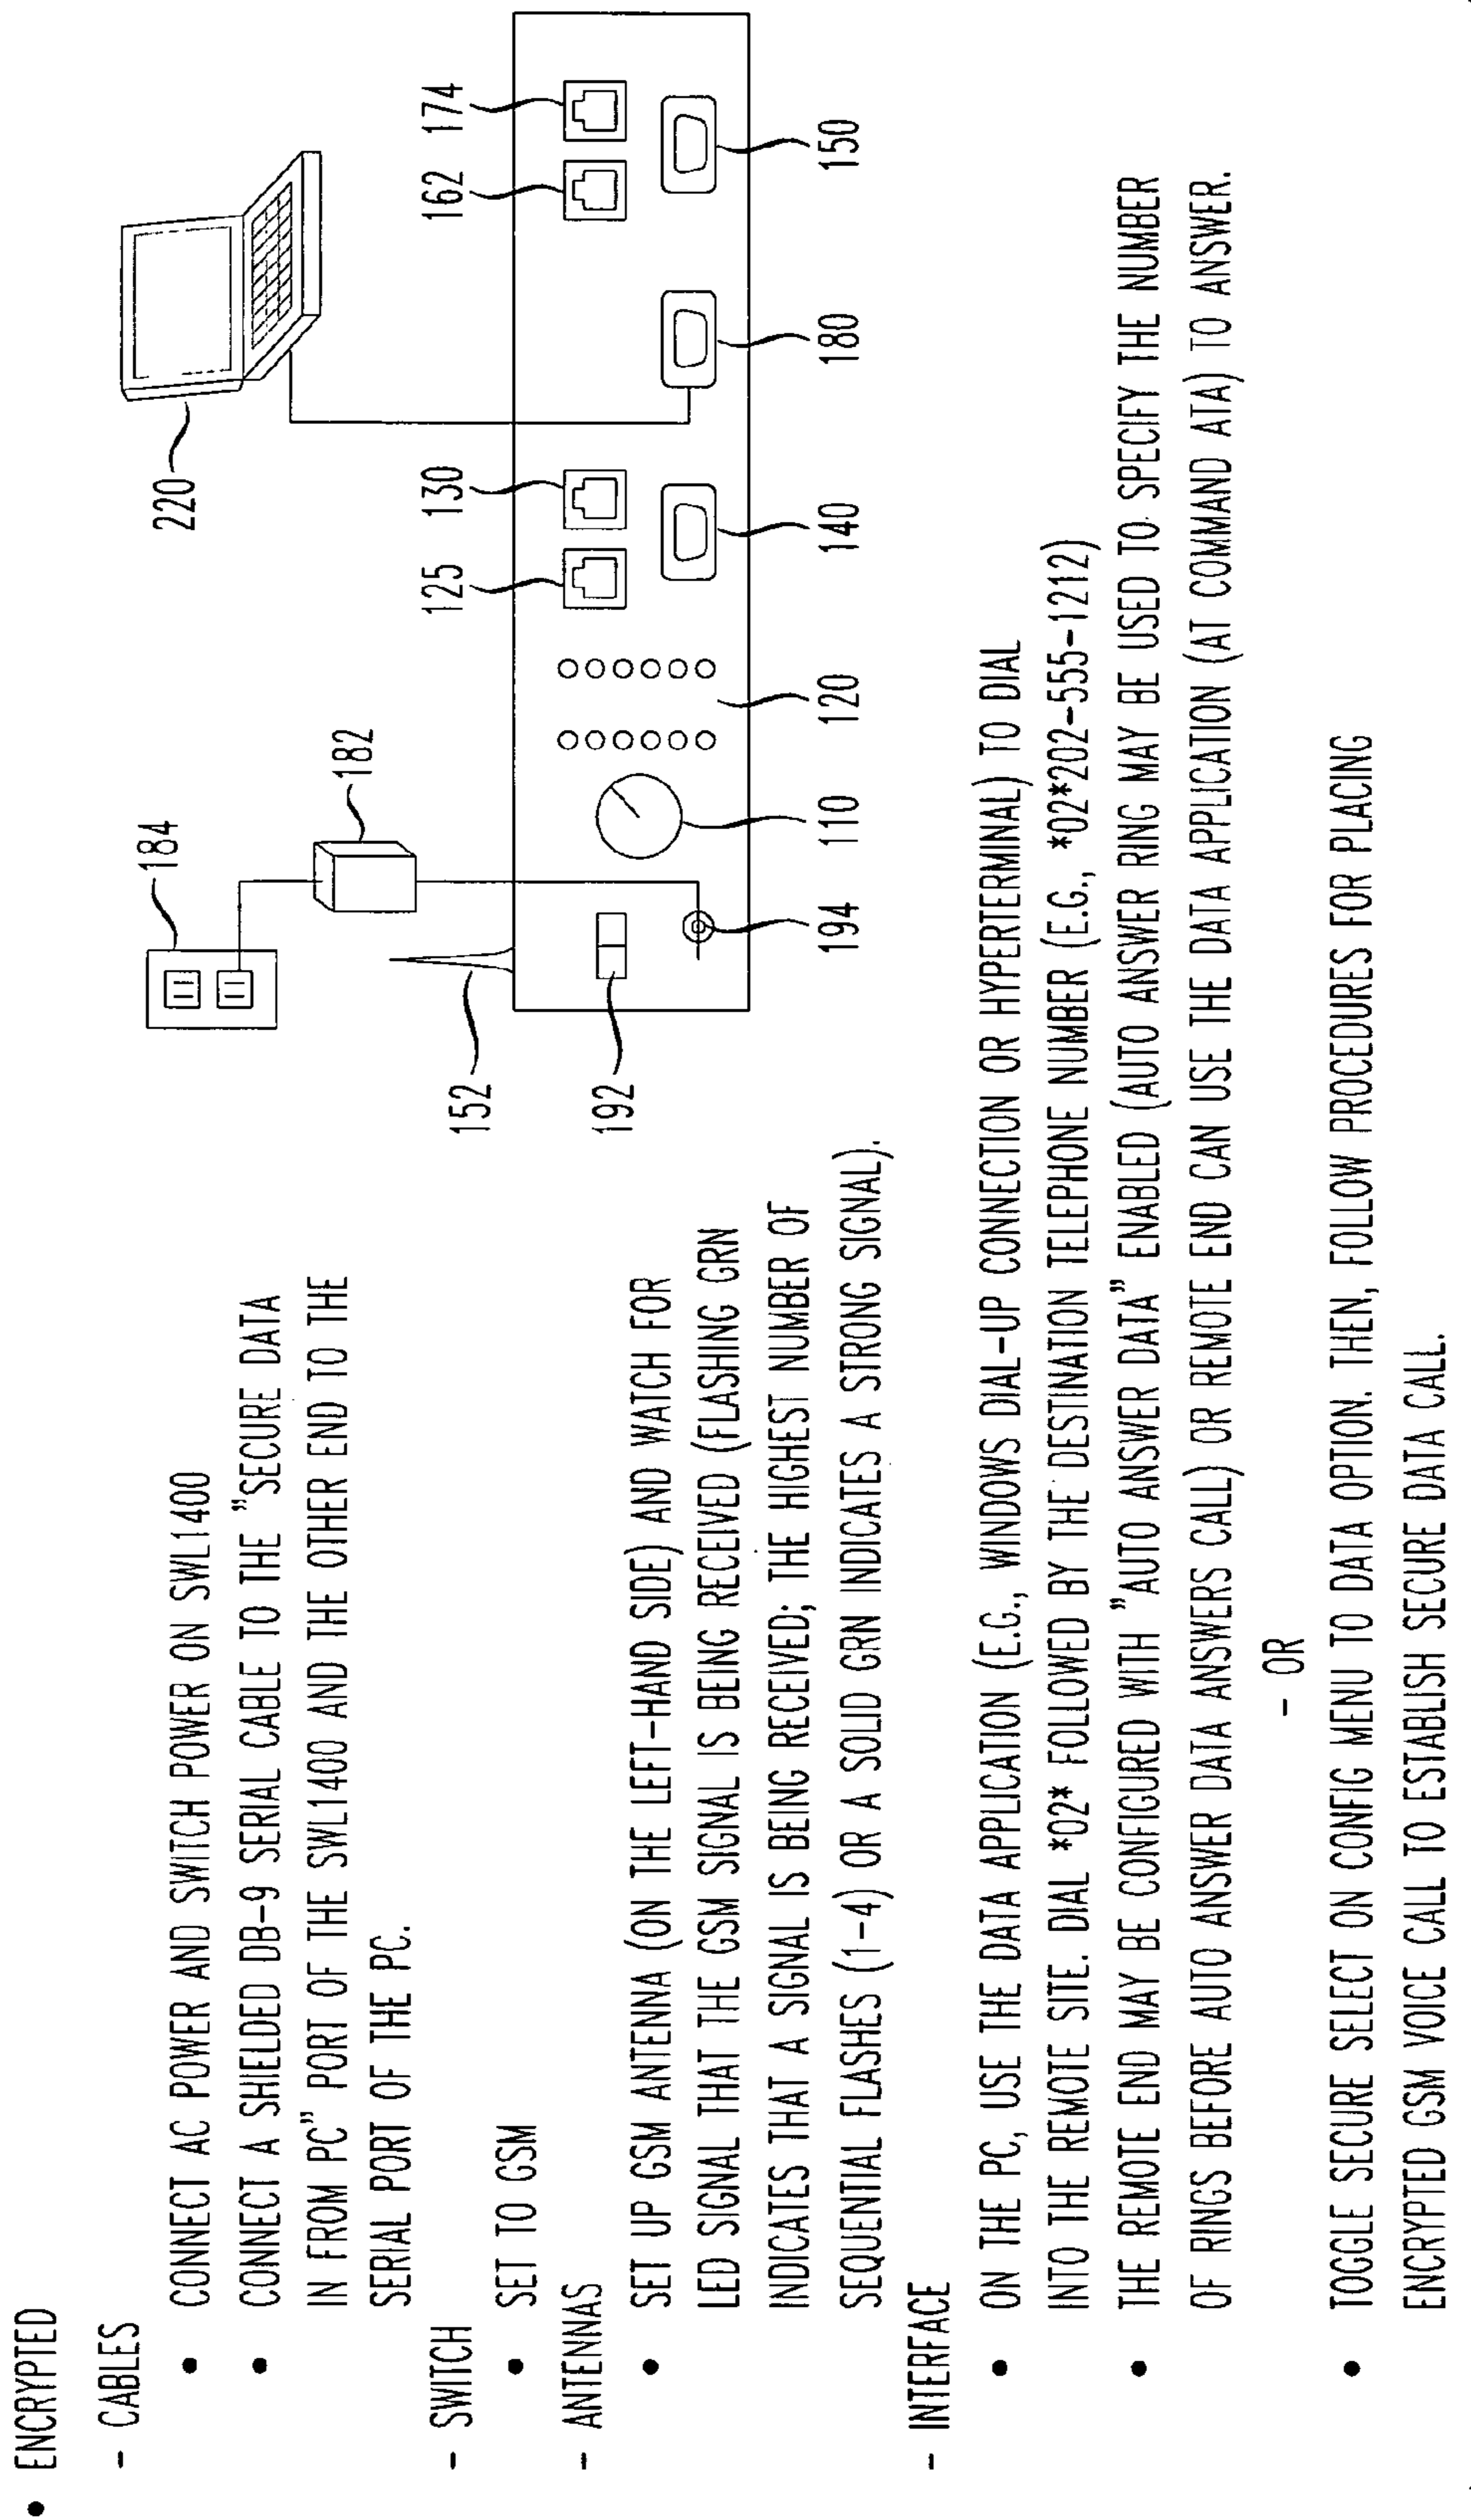 • ENCRYPTED
– CABLES
• CONNECT AC POWER AND SWITCH POWER ON SWL1400
• CONNECT A SHIELDED DB–9 SERIAL CABLE TO THE "SECURE DATA
IN FROM PC" PORT OF THE SWL1400 AND THE OTHER END TO THE
SERIAL PORT OF THE PC.
– SWITCH
• SET TO GSM
– ANTENNAS
• SET UP GSM ANTENNA (ON THE LEFT–HAND SIDE) AND WATCH FOR
LED SIGNAL THAT THE GSM SIGNAL IS BEING RECEIVED (FLASHING GRN
INDICATES THAT A SIGNAL IS BEING RECEIVED; THE HIGHEST NUMBER OF
SEQUENTIAL FLASHES (1–4) OR A SOLID GRN INDICATES A STRONG SIGNAL).
– INTERFACE
• ON THE PC, USE THE DATA APPLICATION (E.G., WINDOWS DIAL–UP CONNECTION OR HYPERTERMINAL) TO DIAL
INTO THE REMOTE SITE. DIAL *02* FOLLOWED BY THE DESTINATION TELEPHONE NUMBER (E.G., *02*202–555–1212)
• THE REMOTE END MAY BE CONFIGURED WITH "AUTO ANSWER DATA" ENABLED (AUTO ANSWER RING MAY BE USED TO SPECIFY THE NUMBER
OF RINGS BEFORE AUTO ANSWER DATA ANSWERS CALL) OR REMOTE END CAN USE THE DATA APPLICATION (AT COMMAND ATA) TO ANSWER.
– OR
• TOGGLE SECURE SELECT ON CONFIG MENU TO DATA OPTION. THEN, FOLLOW PROCEDURES FOR PLACING
ENCRYPTED GSM VOICE CALL TO ESTABLISH SECURE DATA CALL.
184
182
220
152
125
130
162
174
192
194
110
120
140
180
150